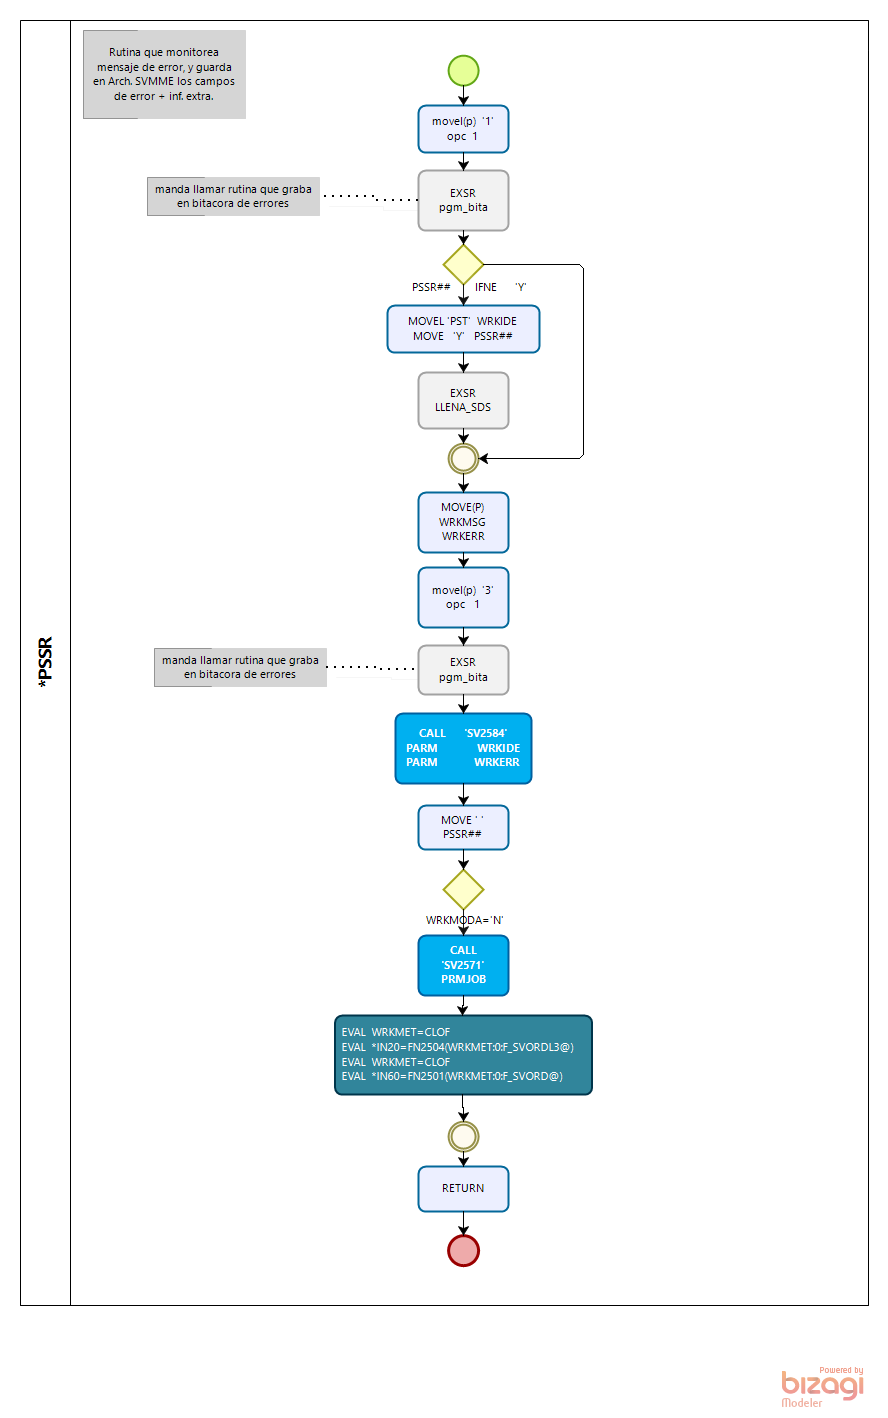 Rutina que monitorea
mensaje de error, y guarda
en Arch. SVMME los campos
de error + inf. extra.
movel(p) '1'
opc 1
manda llamar rutina que graba
en bitacora de errores
EXSR
pgm_bita
PSSR## IFNE 'Y'
MOVEL 'PST' WRKIDE
MOVE 'Y' PSSR##
EXSR
LLENA_SDS
MOVE(P)
WRKMSG
WRKERR
movel(p) '3'
opc 1
*PSSR
manda llamar rutina que graba
en bitacora de errores
EXSR
pgm_bita
CALL 'SV2584'
PARM WRKIDE
PARM WRKERR
MOVE ' '
PSSR##
WRKMODA='N'
CALL
'SV2571'
PRMJOB
EVAL WRKMET=CLOF
EVAL *IN20=FN2504(WRKMET:0:F_SVORDL3@)
EVAL WRKMET=CLOF
EVAL *IN60=FN2501(WRKMET:0:F_SVORD@)
RETURN
Powered by
bizagi
Modeler